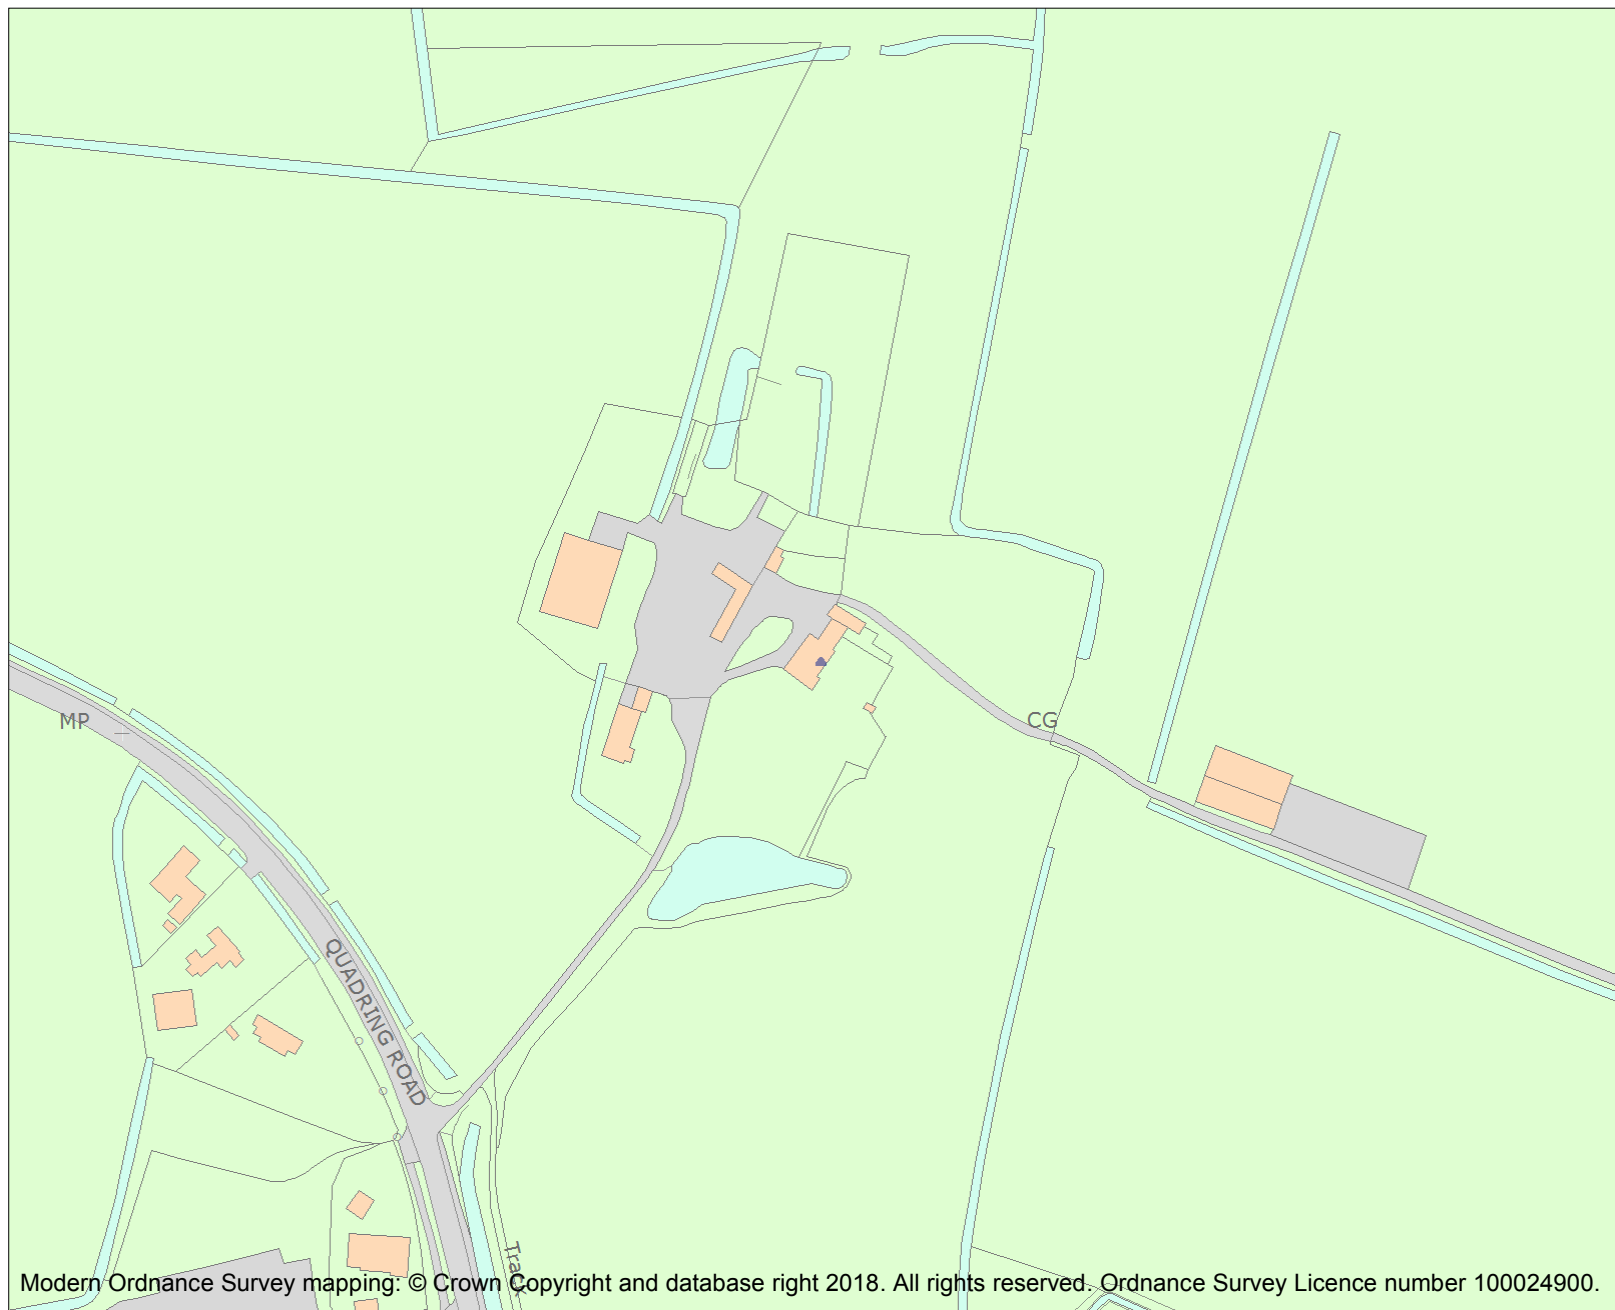 MP
CG
QUADRING ROAD
Track
Modern Ordnance Survey mapping: © Crown Copyright and database right 2018. All rights reserved. Ordnance Survey Licence number 100024900.